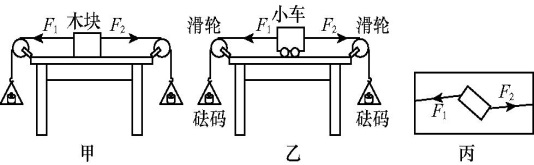 F₁ 木块 F₂
滑轮 F₁ 小车 F₂ 滑轮
砝码 砝码
F₁ F₂
甲 乙 丙